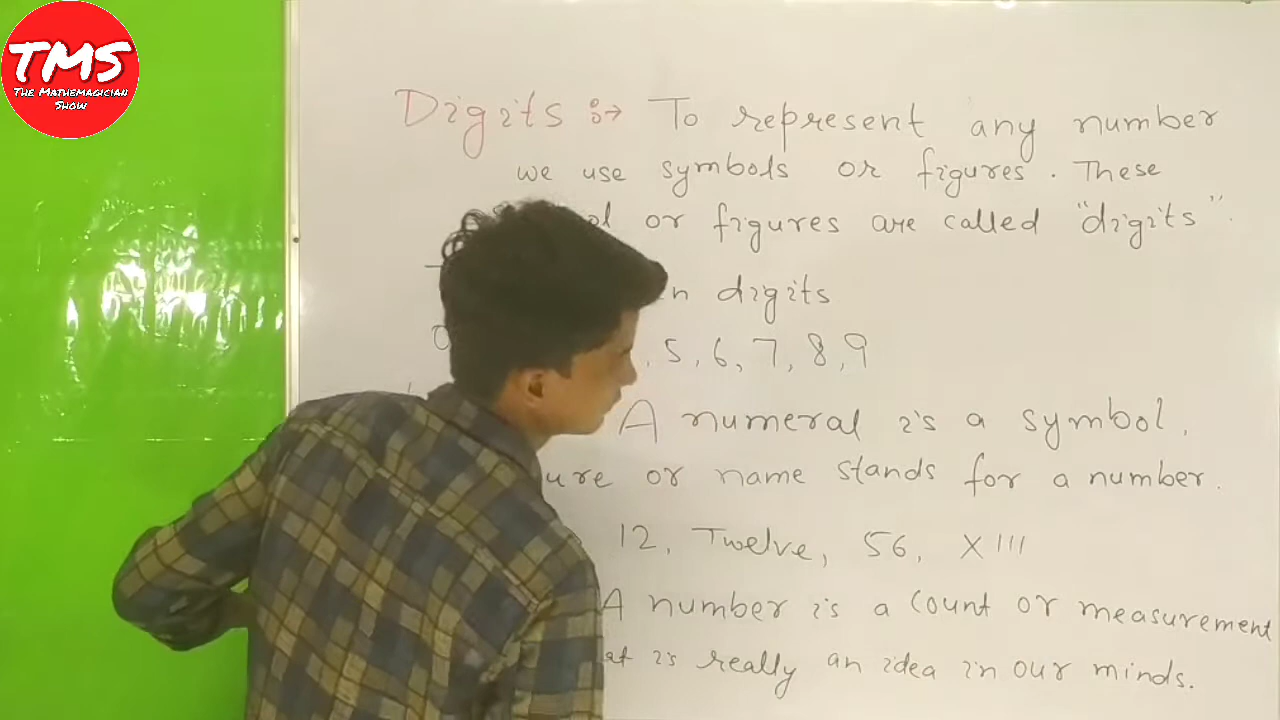 TMS
THE MATHEMAGICIAN
SHOW
Digits :→ To represent any number
we use symbols or figures. These
or figures are called "digits".
digits
5, 6, 7, 8, 9
A numeral is a symbol,
or name stands for a number.
12, Twelve, 56, XIII
A number is a count or measurement
is really an idea in our minds.